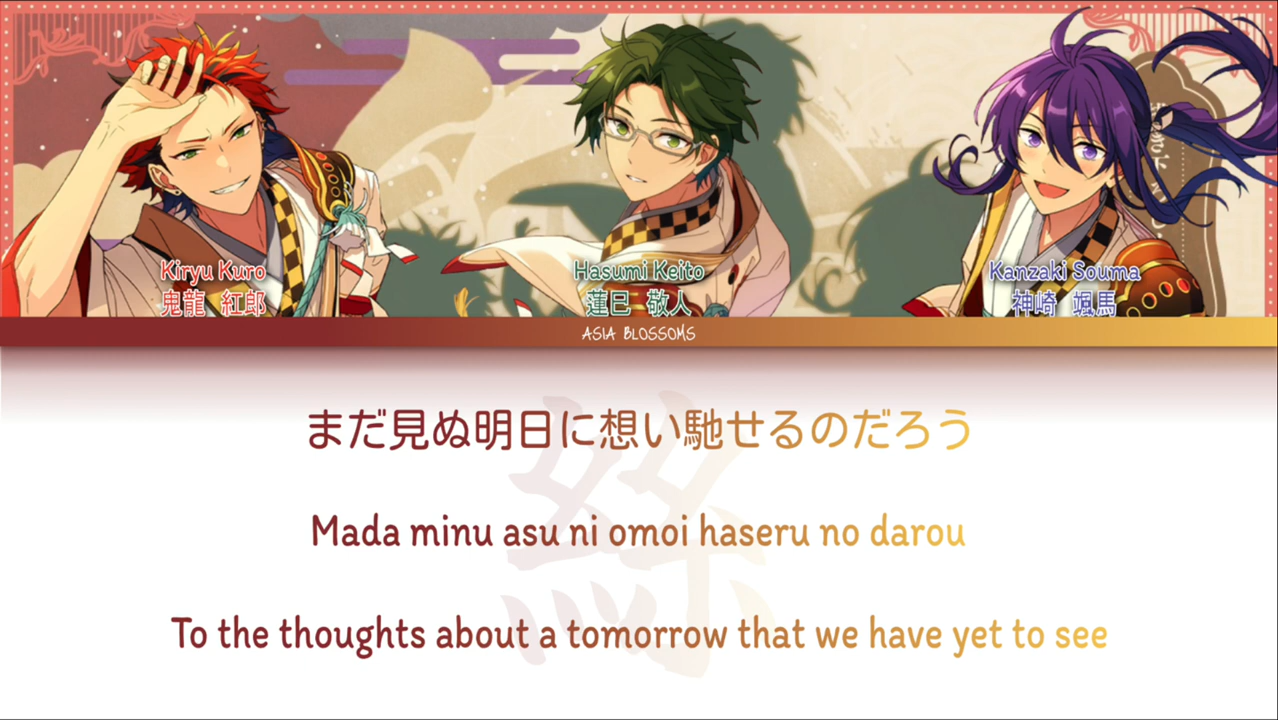 Kiryu Kuro
鬼龍 紅郎
Hasumi Keito
蓮巳 敬人
Kanzaki Souma
神崎 颯馬
ASIA BLOSSOMS
まだ見ぬ明日に想い馳せるのだろう
Mada minu asu ni omoi haseru no darou
To the thoughts about a tomorrow that we have yet to see
絲